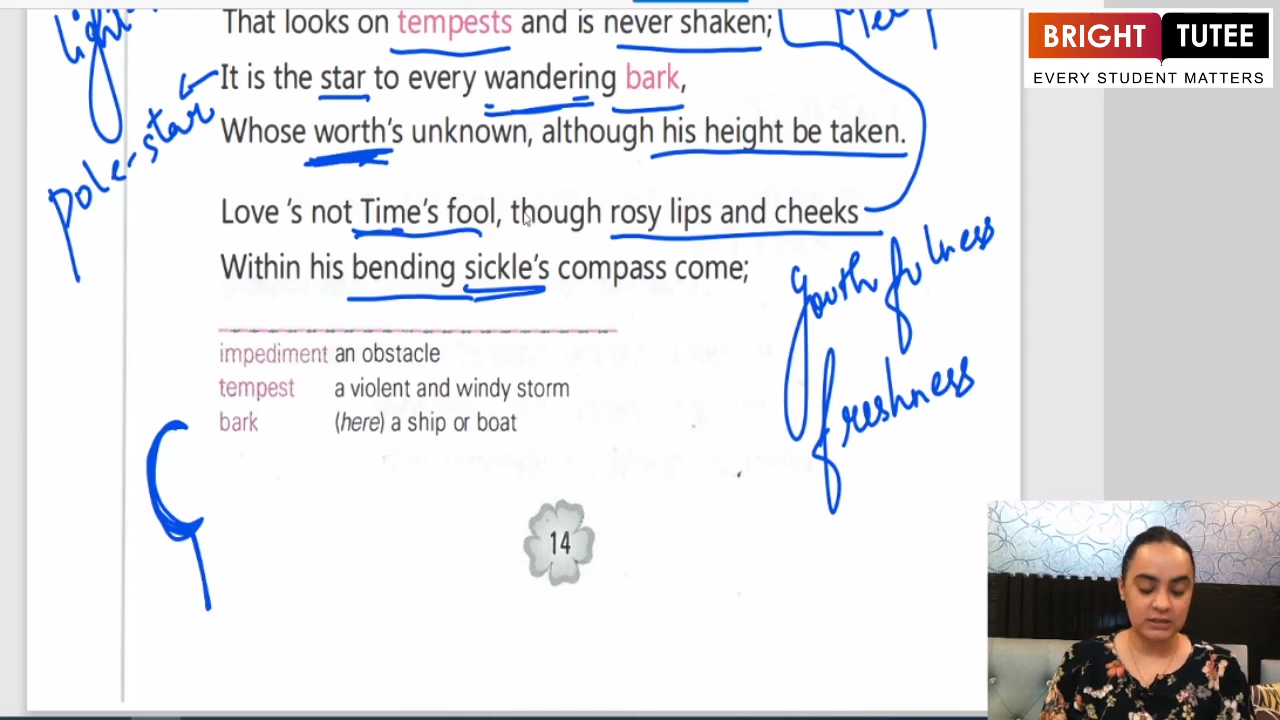 That looks on tempests and is never shaken;
It is the star to every wandering bark,
Whose worth's unknown, although his height be taken.
Love 's not Time's fool, though rosy lips and cheeks
Within his bending sickle's compass come;
impediment an obstacle
tempest a violent and windy storm
bark (here) a ship or boat
14
pole-star
youthfulness
freshness
BRIGHT TUTEE
EVERY STUDENT MATTERS